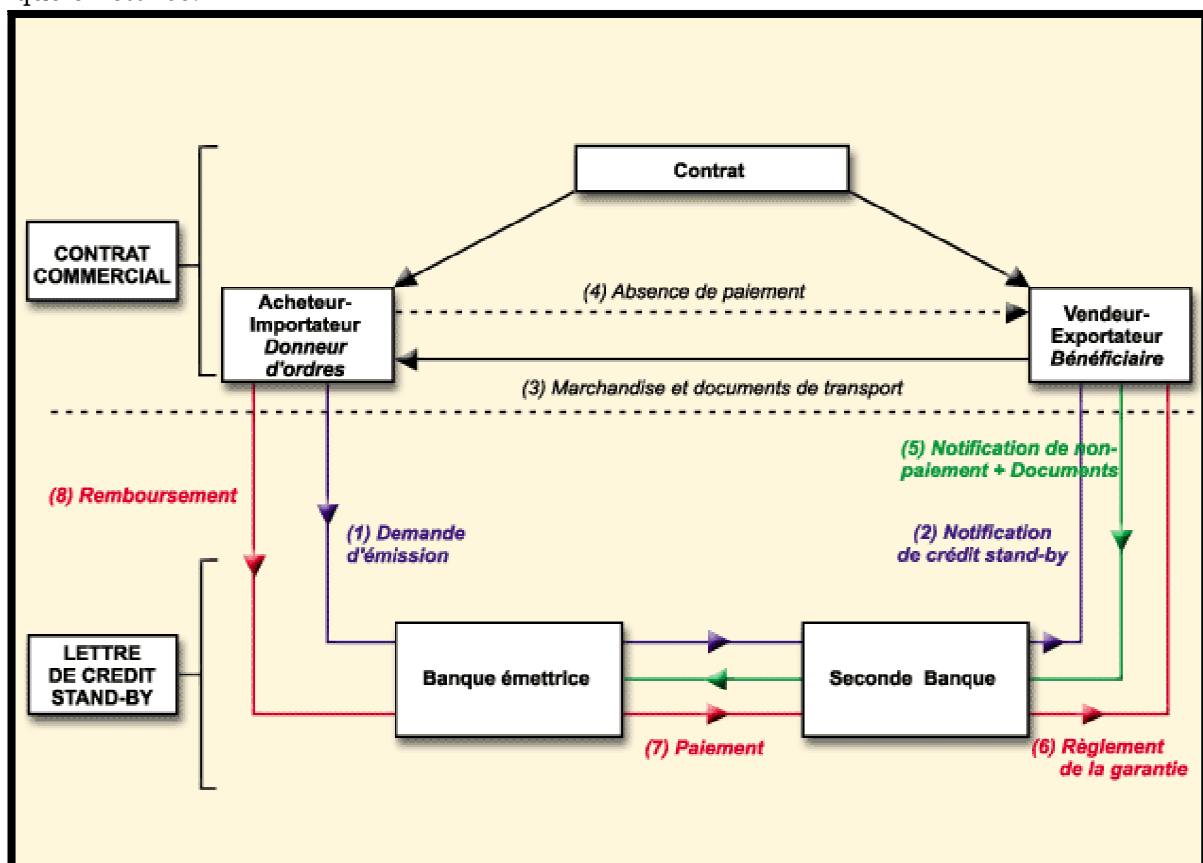 Contrat
CONTRAT
COMMERCIAL
Acheteur-
Importateur
Donneur
d'ordres
(4) Absence de paiement
Vendeur-
Exportateur
Bénéficiaire
(3) Marchandise et documents de transport
(5) Notification de non-
paiement + Documents
(8) Remboursement
(1) Demande
d'émission
(2) Notification
de crédit stand-by
LETTRE
DE CREDIT
STAND-BY
Banque émettrice
Seconde Banque
(7) Paiement
(6) Règlement
de la garantie